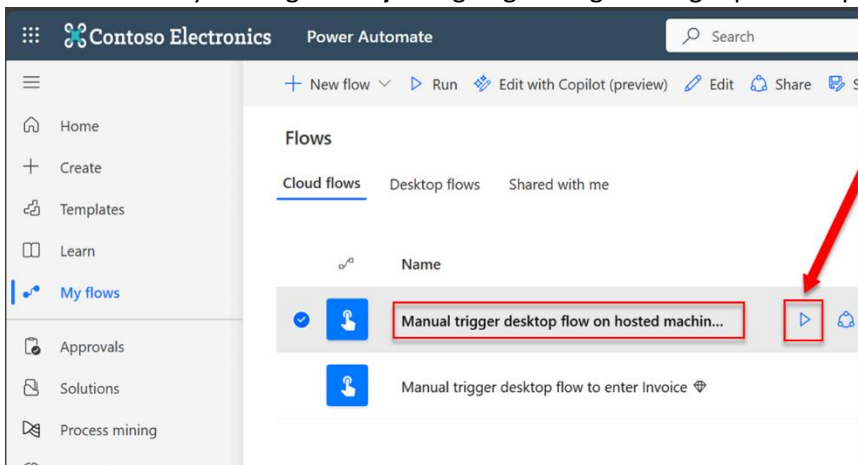 Contoso Electronics Power Automate Search
New flow Run Edit with Copilot (preview) Edit Share
Home
Flows
Create
Cloud flows Desktop flows Shared with me
Templates
Learn
Name
My flows
Manual trigger desktop flow on hosted machin...
Approvals
Solutions
Manual trigger desktop flow to enter Invoice
Process mining